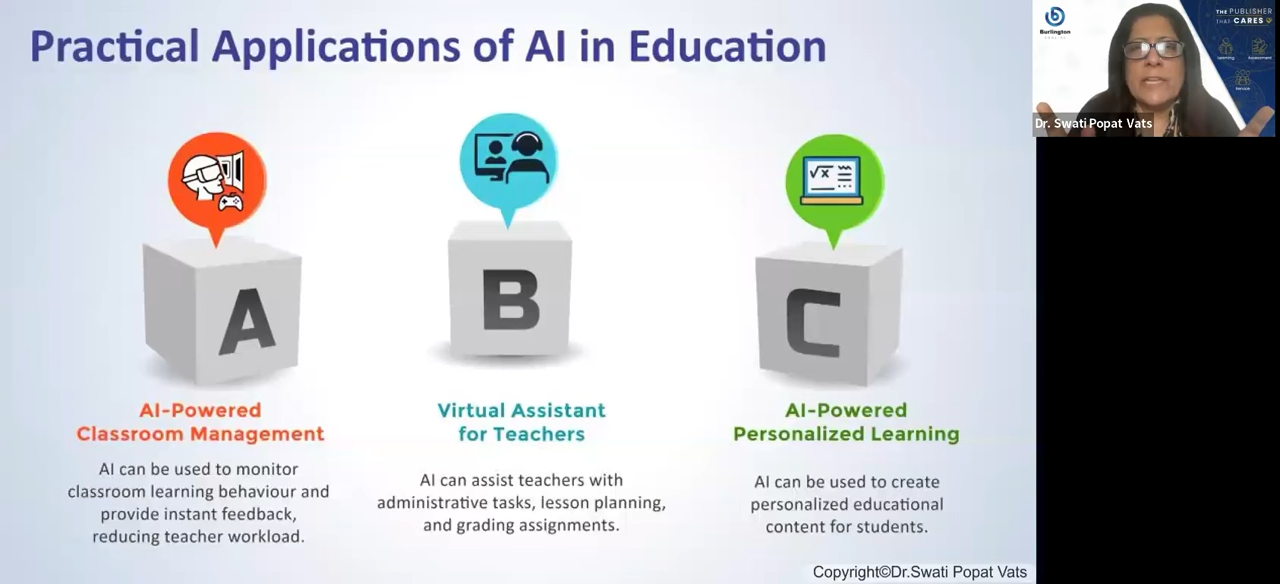 Practical Applications of AI in Education
A
B
C
√x
AI-Powered
Classroom Management
AI can be used to monitor
classroom learning behaviour and
provide instant feedback,
reducing teacher workload.
Virtual Assistant
for Teachers
AI can assist teachers with
administrative tasks, lesson planning,
and grading assignments.
AI-Powered
Personalized Learning
AI can be used to create
personalized educational
content for students.
Copyright©Dr.Swati Popat Vats
b
Burlington
THE PUBLISHER
THAT CARES
Learning
Assessment
Service
Dr. Swati Popat Vats